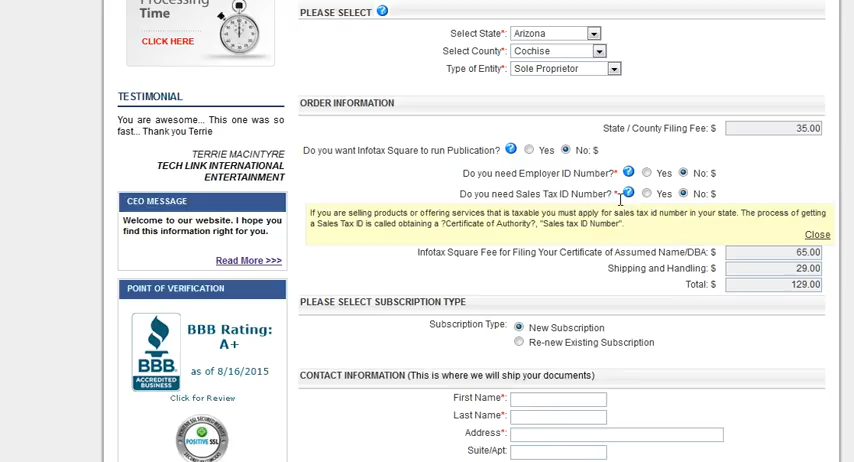 Processing
Time
CLICK HERE
TESTIMONIAL
You are awesome... This one was so
fast... Thank you Terrie
TERRIE MACINTYRE
TECH LINK INTERNATIONAL
ENTERTAINMENT
CEO MESSAGE
Welcome to our website. I hope you
find this information right for you.
Read More >>>
POINT OF VERIFICATION
BBB Rating:
A+
as of 8/16/2015
BBB.
ACCREDITED
BUSINESS
Click for Review
POSITIVE SSL
PLEASE SELECT ?
Select State*: Arizona
Select County*: Cochise
Type of Entity*: Sole Proprietor
ORDER INFORMATION
State / County Filing Fee: $ 35.00
Do you want Infotax Square to run Publication? ? Yes No: $
Do you need Employer ID Number?* ? Yes No: $
Do you need Sales Tax ID Number? * ? Yes No: $
If you are selling products or offering services that is taxable you must apply for sales tax id number in your state. The process of getting
a Sales Tax ID is called obtaining a ?Certificate of Authority?, "Sales tax ID Number".
Close
Infotax Square Fee for Filing Your Certificate of Assumed Name/DBA: $ 65.00
Shipping and Handling: $ 29.00
Total: $ 129.00
PLEASE SELECT SUBSCRIPTION TYPE
Subscription Type: New Subscription
Re-new Existing Subscription
CONTACT INFORMATION (This is where we will ship your documents)
First Name*:
Last Name*:
Address*:
Suite/Apt: